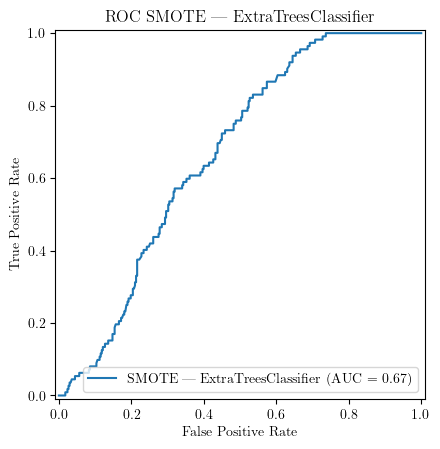 ROC SMOTE — ExtraTreesClassifier
1.0
0.8
0.6
0.4
0.2
0.0
True Positive Rate
SMOTE — ExtraTreesClassifier (AUC = 0.67)
0.0 0.2 0.4 0.6 0.8 1.0
False Positive Rate